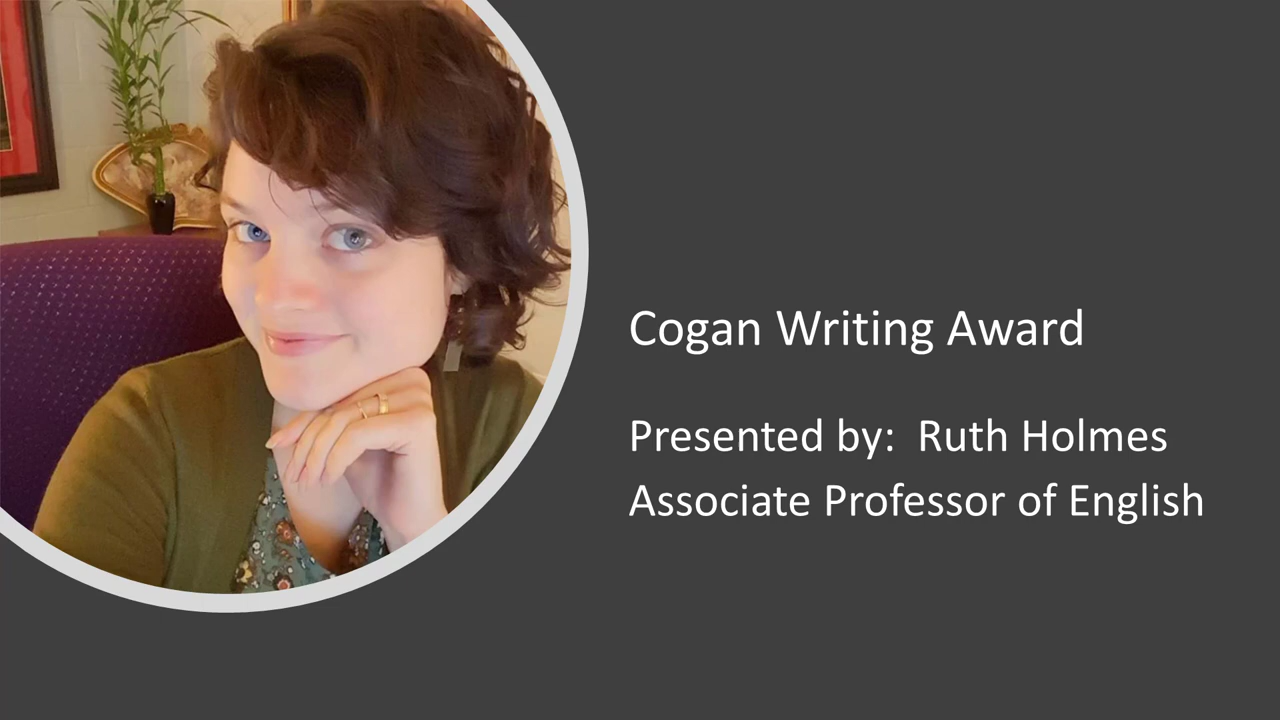 Cogan Writing Award
Presented by:  Ruth Holmes
Associate Professor of English